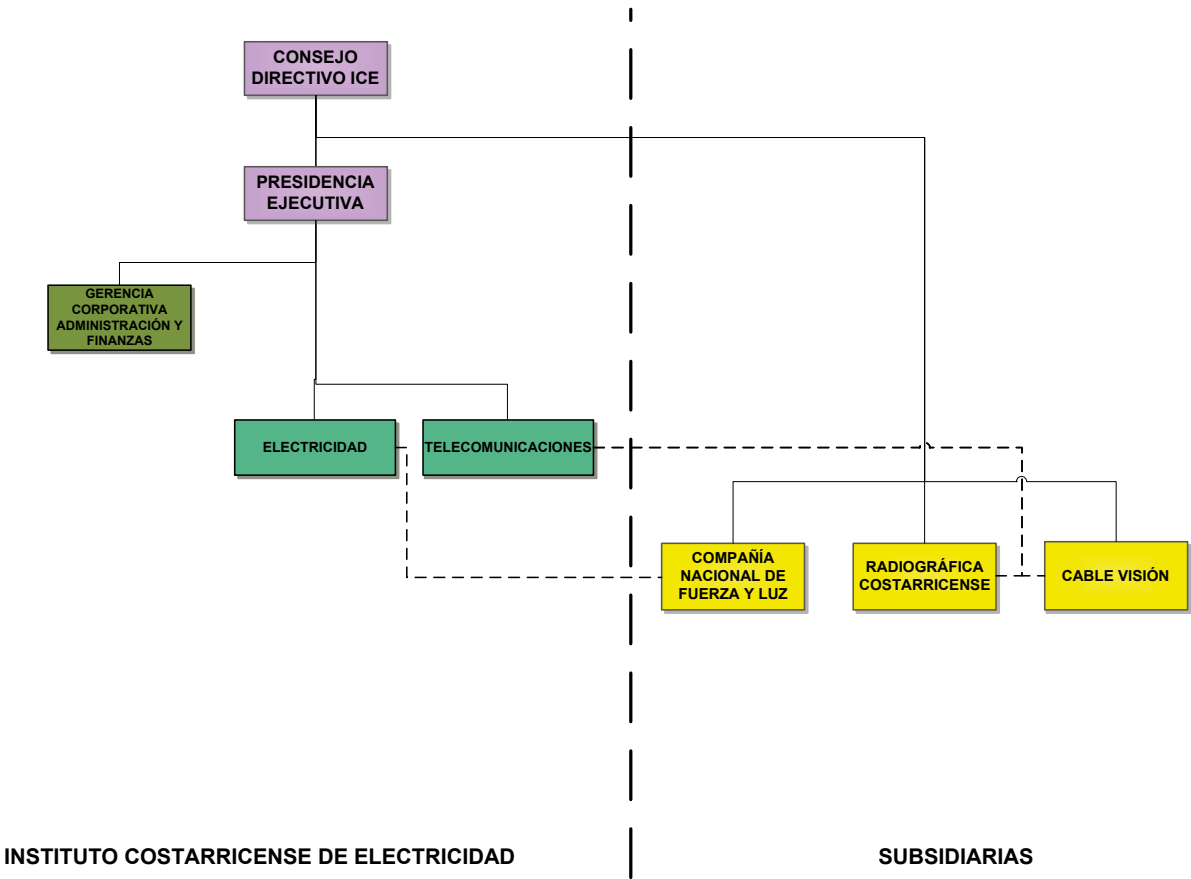 CONSEJO
DIRECTIVO ICE
PRESIDENCIA
EJECUTIVA
GERENCIA
CORPORATIVA
ADMINISTRACIÓN Y
FINANZAS
ELECTRICIDAD
TELECOMUNICACIONES
COMPAÑÍA
NACIONAL DE
FUERZA Y LUZ
RADIOGRÁFICA
COSTARRICENSE
CABLE VISIÓN
INSTITUTO COSTARRICENSE DE ELECTRICIDAD
SUBSIDIARIAS